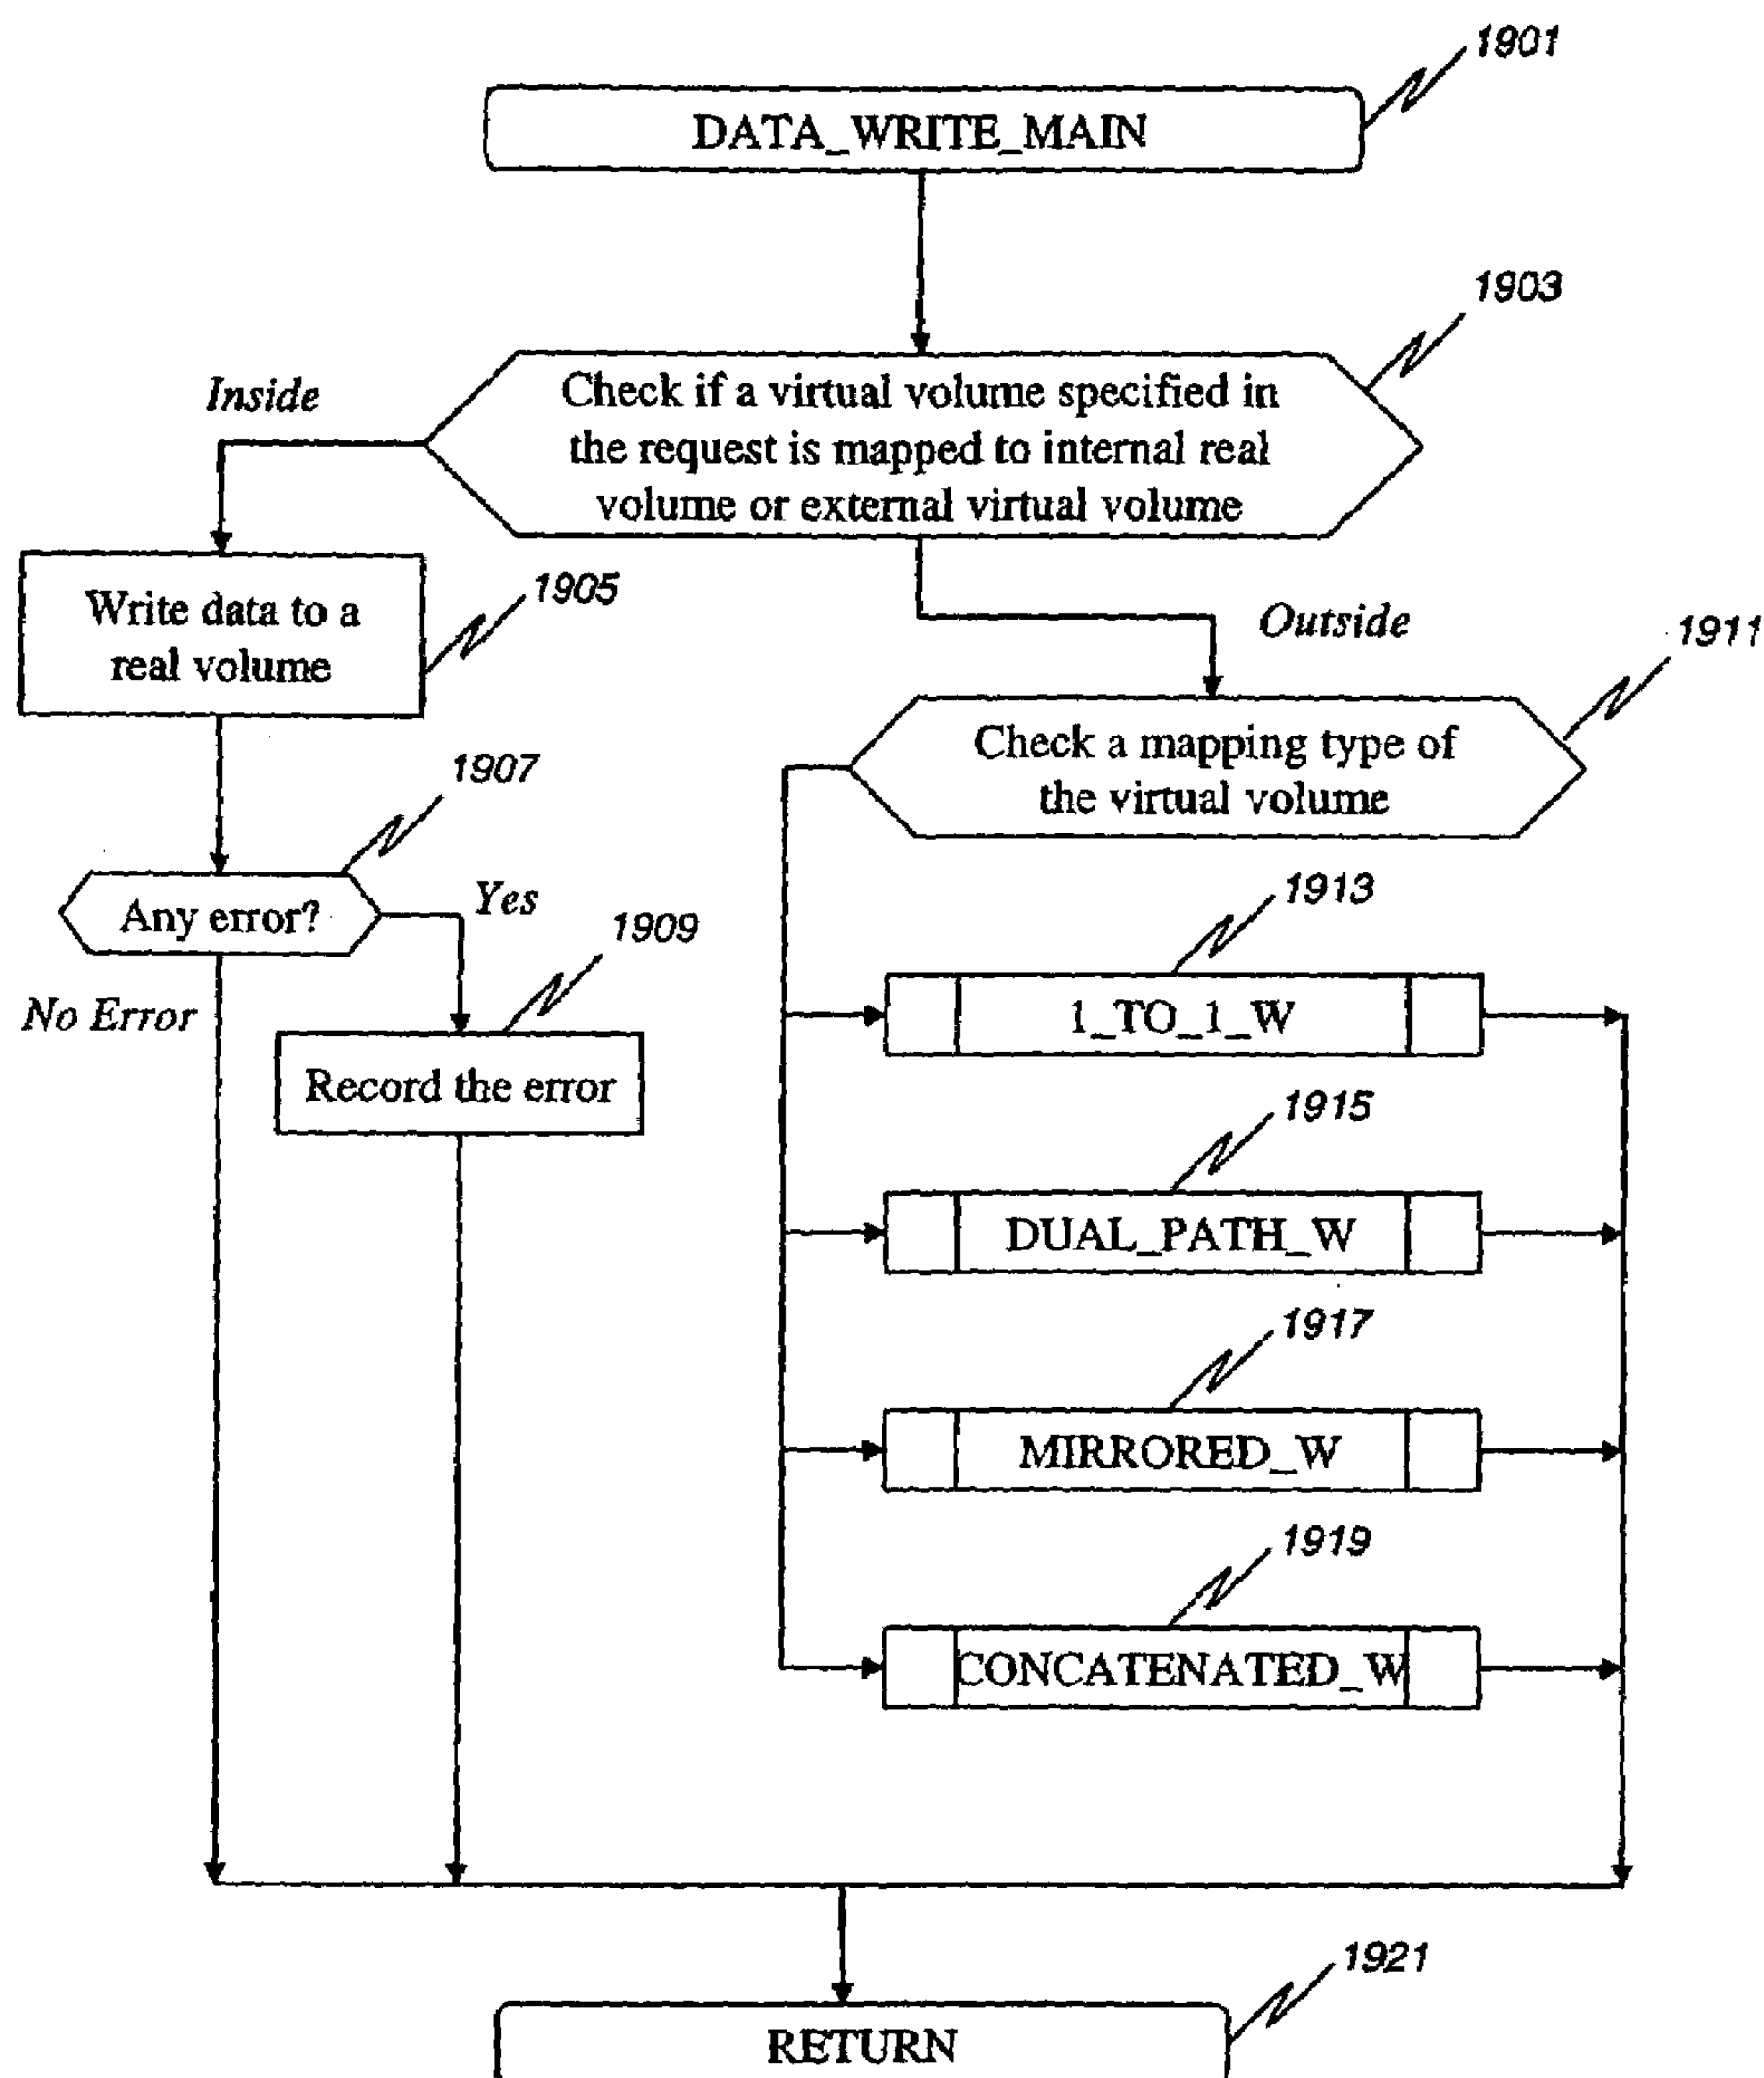 1901
DATA_WRITE_MAIN
1903
Inside
Check if a virtual volume specified in
the request is mapped to internal real
volume or external virtual volume
1905
Write data to a
real volume
Outside
1911
Check a mapping type of
the virtual volume
1907
Any error?
Yes
1909
No Error
Record the error
1913
1_TO_1_W
1915
DUAL_PATH_W
1917
MIRRORED_W
1919
CONCATENATED_W
1921
RETURN